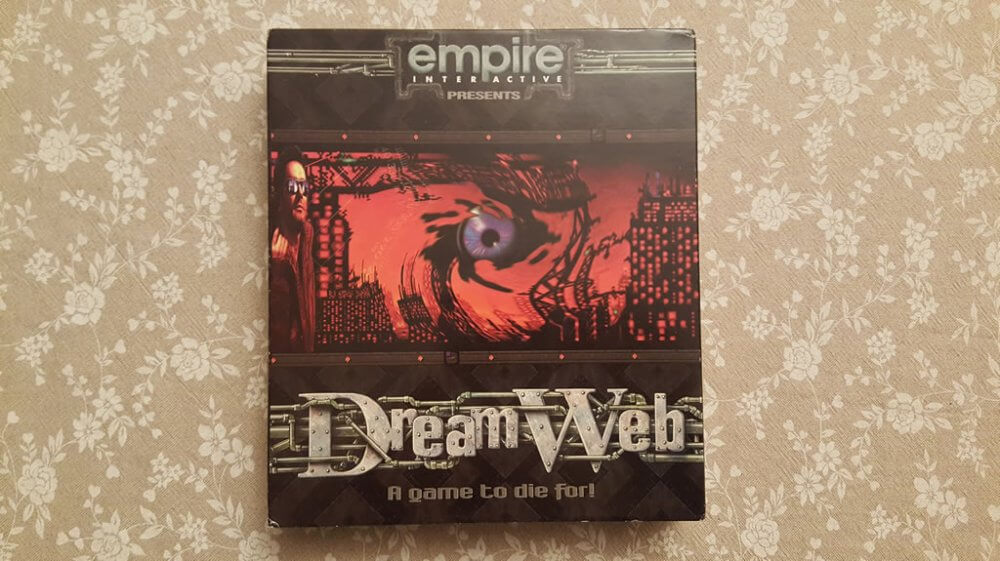 empire
INTERACTIVE
PRESENTS
DreamWeb
A game to die for!